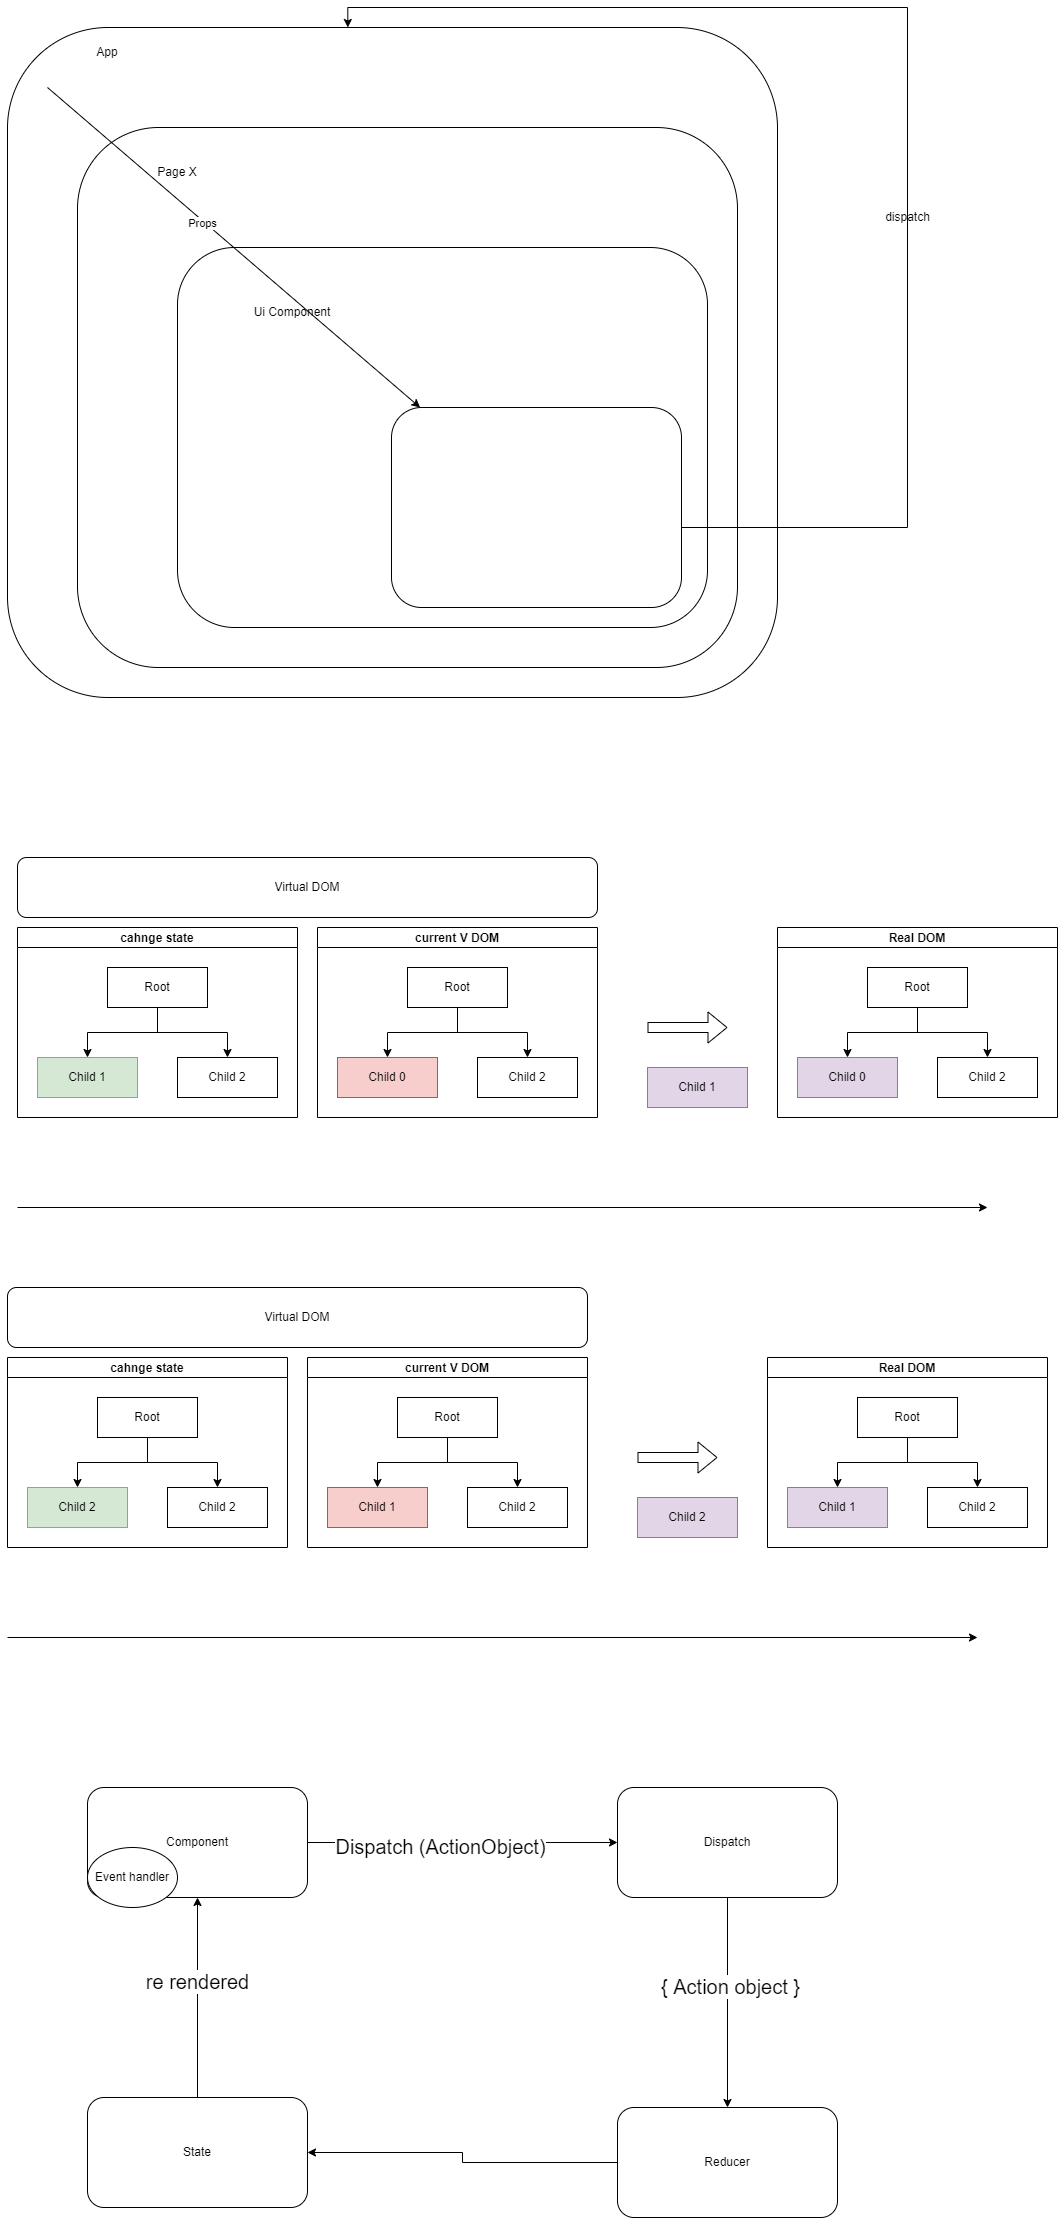 App
Page X
Props
dispatch
Ui Component
Virtual DOM
cahnge state
current V DOM
Real DOM
Root
Root
Root
Child 1
Child 2
Child 0
Child 2
Child 1
Child 0
Child 2
Virtual DOM
cahnge state
current V DOM
Real DOM
Root
Root
Root
Child 2
Child 2
Child 1
Child 2
Child 2
Child 1
Child 2
Component
Dispatch (ActionObject)
Dispatch
Event handler
re rendered
{ Action object }
State
Reducer